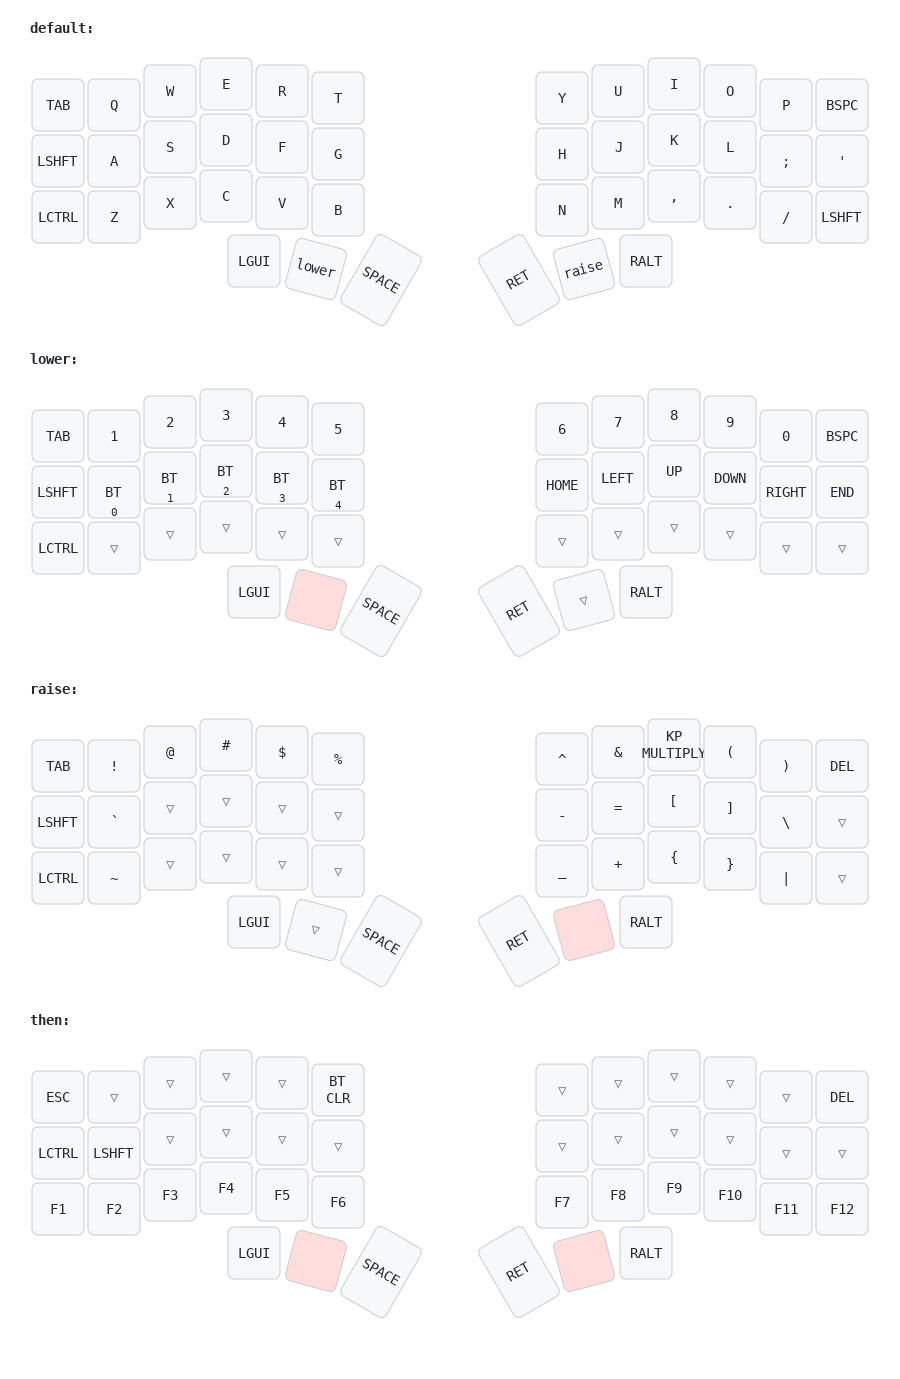 default:
TAB Q W E R T Y U I O P BSPC
LSHFT A S D F G H J K L ; '
LCTRL Z X C V B N M , . / LSHFT
LGUI lower SPACE RET raise RALT
lower:
TAB 1 2 3 4 5 6 7 8 9 0 BSPC
LSHFT BT 0 BT 1 BT 2 BT 3 BT 4 HOME LEFT UP DOWN RIGHT END
LCTRL ▽ ▽ ▽ ▽ ▽ ▽ ▽ ▽ ▽ ▽ ▽
LGUI SPACE RET ▽ RALT
raise:
TAB ! @ # $ % ^ & KP MULTIPLY ( ) DEL
LSHFT ` ▽ ▽ ▽ ▽ - = [ ] \ ▽
LCTRL ~ ▽ ▽ ▽ ▽ _ + { } | ▽
LGUI ▽ SPACE RET RALT
then:
ESC ▽ ▽ ▽ ▽ BT CLR ▽ ▽ ▽ ▽ ▽ DEL
LCTRL LSHFT ▽ ▽ ▽ ▽ ▽ ▽ ▽ ▽ ▽ ▽
F1 F2 F3 F4 F5 F6 F7 F8 F9 F10 F11 F12
LGUI SPACE RET RALT